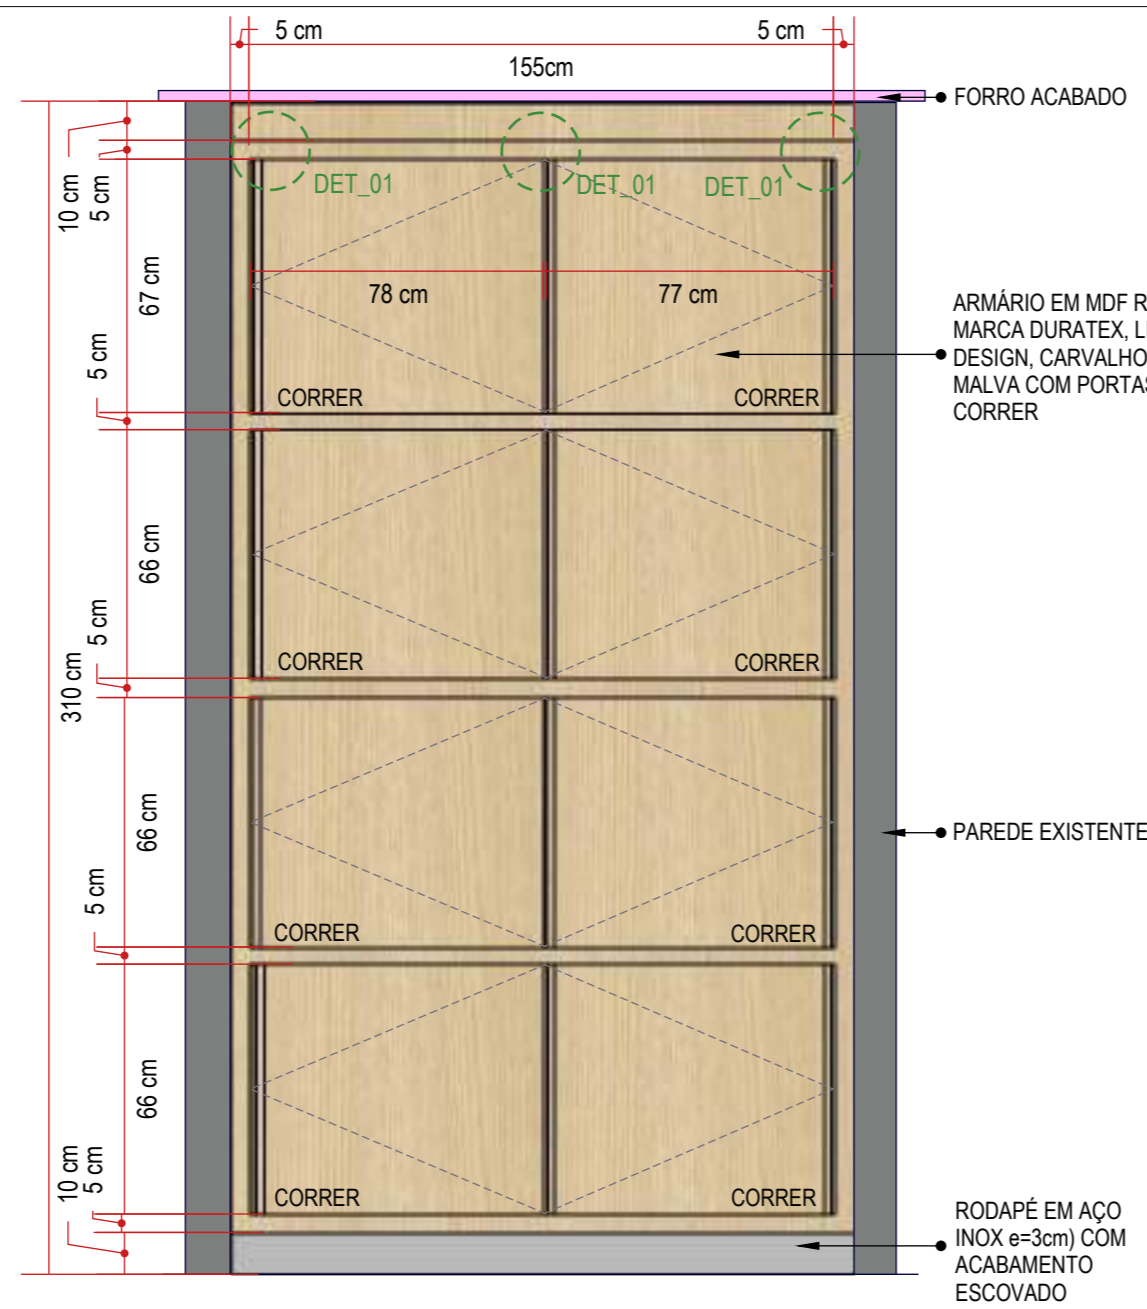 5 cm
5 cm
155cm
FORRO ACABADO
10 cm
5 cm
DET_01
DET_01
DET_01
67 cm
78 cm
77 cm
ARMÁRIO EM MDF R
MARCA DURATEX, L
DESIGN, CARVALHO
MALVA COM PORTAS
CORRER
5 cm
CORRER
CORRER
66 cm
5 cm
CORRER
CORRER
310 cm
66 cm
PAREDE EXISTENTE
5 cm
CORRER
CORRER
66 cm
10 cm
5 cm
CORRER
CORRER
RODAPÉ EM AÇO
INOX e=3cm) COM
ACABAMENTO
ESCOVADO